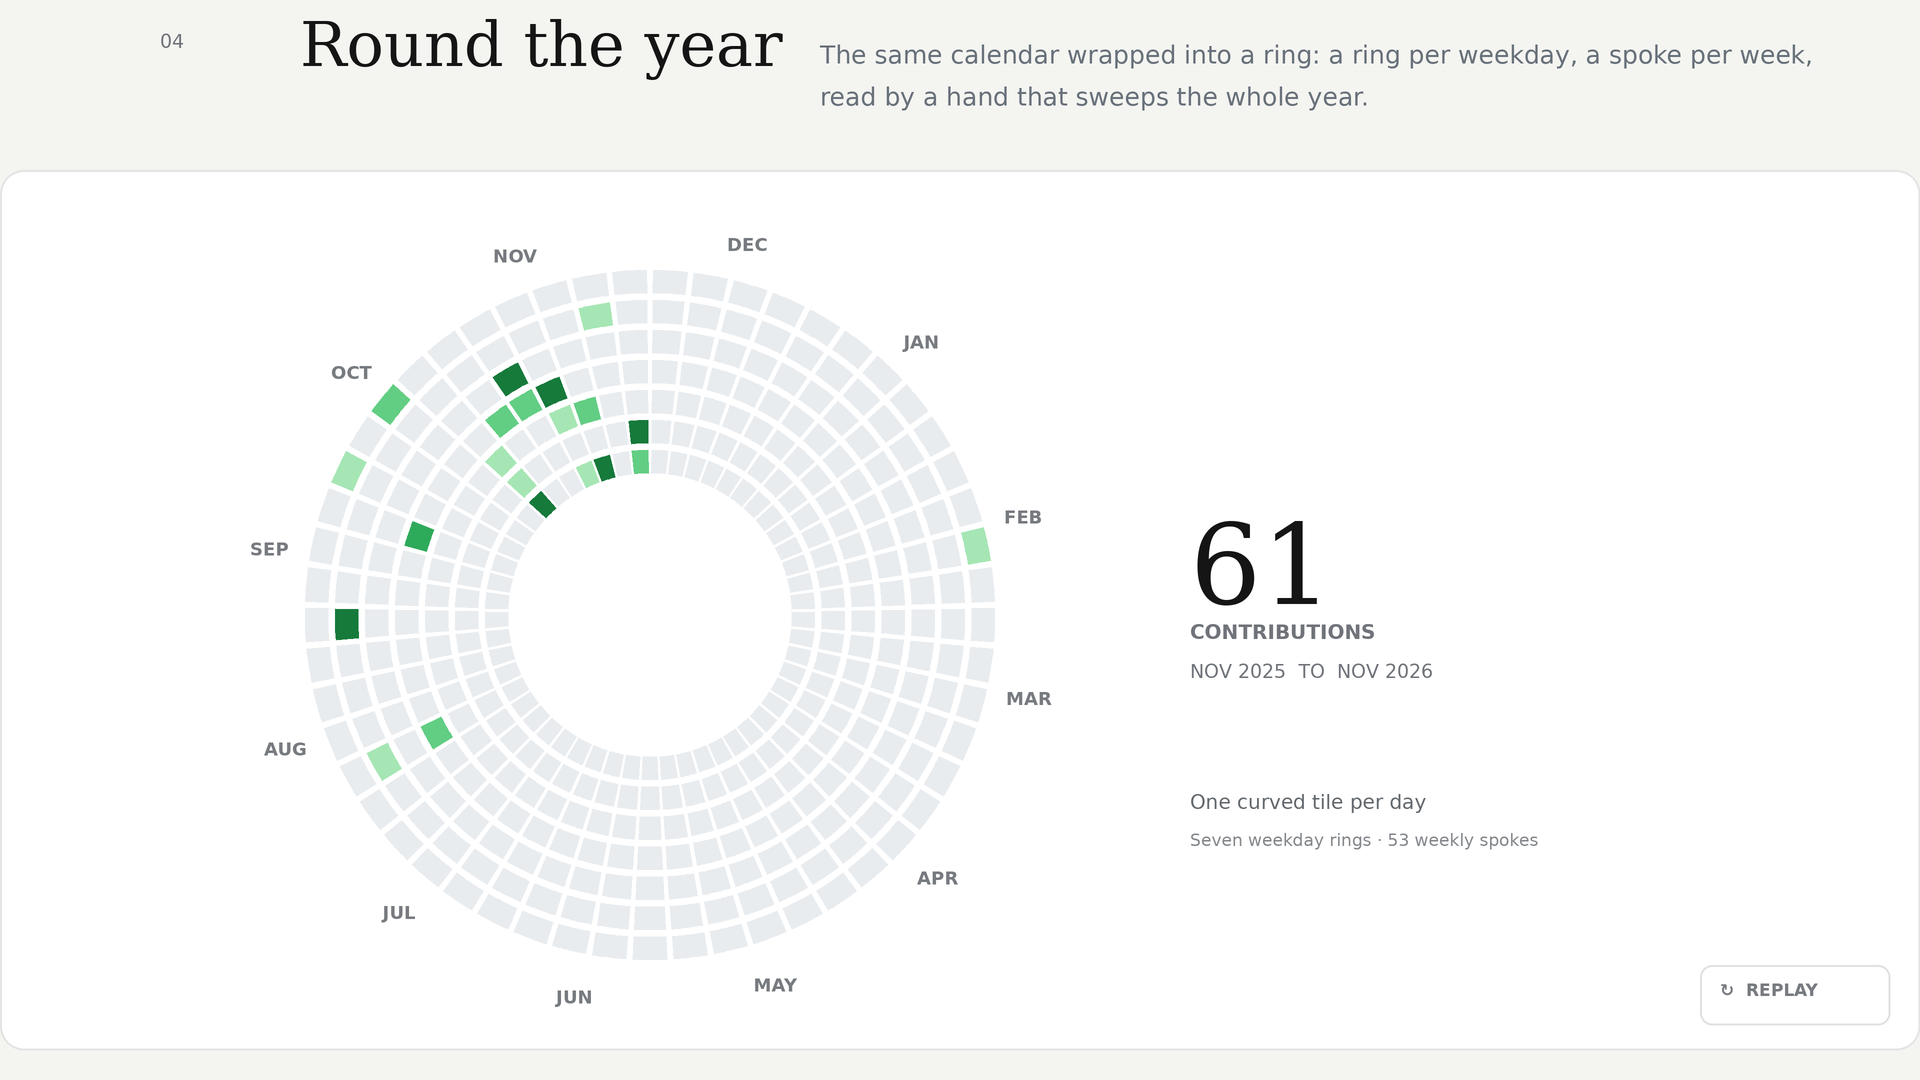 04
Round the year
The same calendar wrapped into a ring: a ring per weekday, a spoke per week,
read by a hand that sweeps the whole year.
DEC
JAN
FEB
MAR
APR
MAY
JUN
JUL
AUG
SEP
OCT
NOV
61
CONTRIBUTIONS
NOV 2025 TO NOV 2026
One curved tile per day
Seven weekday rings · 53 weekly spokes
↻ REPLAY